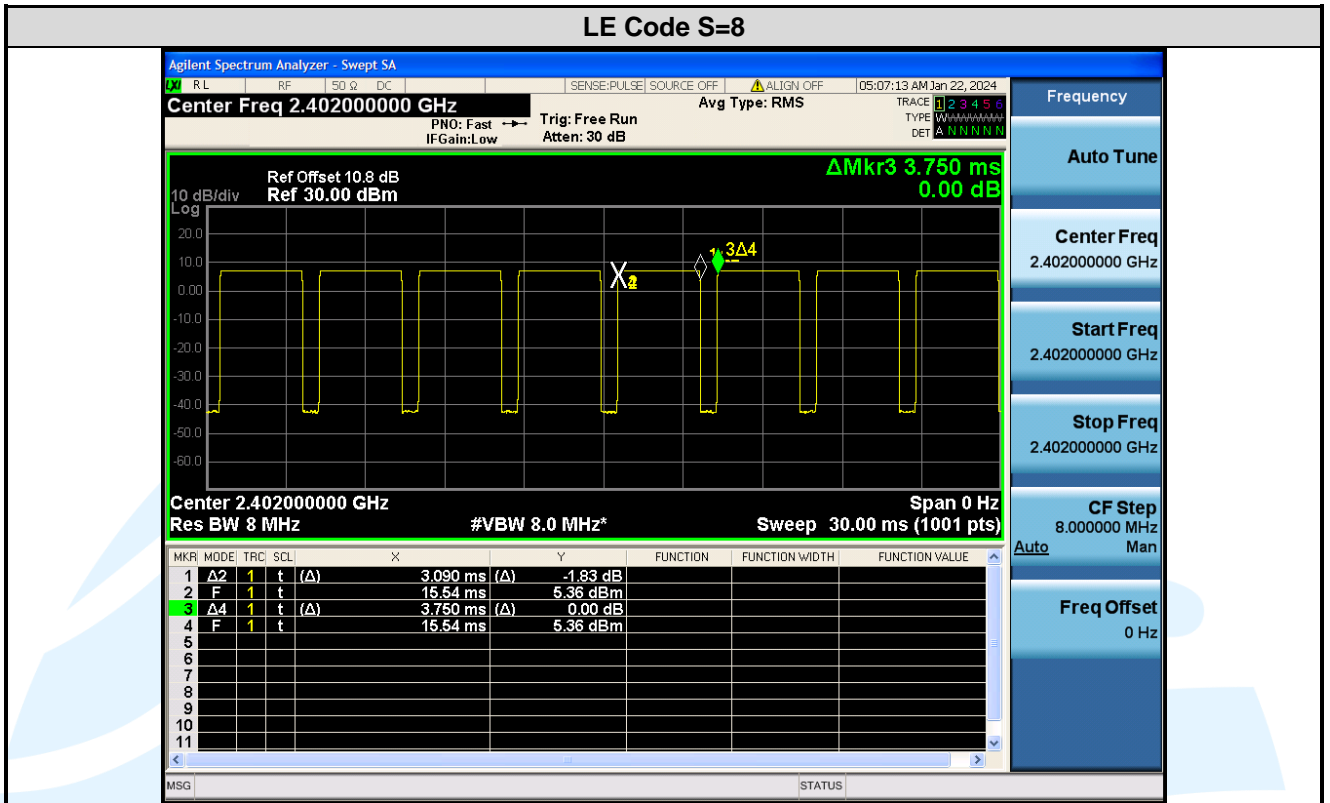 LE Code S=8
Agilent Spectrum Analyzer - Swept SA
LXI RL RF 50 Ω DC SENSE:PULSE SOURCE OFF ALIGN OFF 05:07:13 AM Jan 22, 2024
Center Freq 2.402000000 GHz
PNO: Fast
IFGain:Low
Trig: Free Run
Atten: 30 dB
Avg Type: RMS
TRACE 1 2 3 4 5 6
TYPE
DET A N N N N N
ΔMkr3 3.750 ms
0.00 dB
Ref Offset 10.8 dB
10 dB/div Ref 30.00 dBm
Log
20.0
10.0
0.00
-10.0
-20.0
-30.0
-40.0
-50.0
-60.0
3Δ4
Center 2.402000000 GHz Span 0 Hz
Res BW 8 MHz #VBW 8.0 MHz* Sweep 30.00 ms (1001 pts)
MKR MODE TRC SCL X Y FUNCTION FUNCTION WIDTH FUNCTION VALUE
1 Δ2 1 t (Δ) 3.090 ms (Δ) -1.83 dB
2 F 1 t 15.54 ms 5.36 dBm
3 Δ4 1 t (Δ) 3.750 ms (Δ) 0.00 dB
4 F 1 t 15.54 ms 5.36 dBm
5
6
7
8
9
10
11
MSG STATUS
Frequency
Auto Tune
Center Freq
2.402000000 GHz
Start Freq
2.402000000 GHz
Stop Freq
2.402000000 GHz
CF Step
8.000000 MHz
Auto Man
Freq Offset
0 Hz